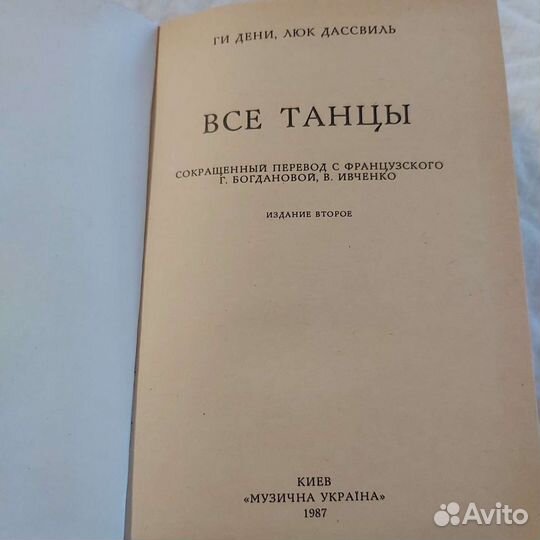 ГИ ДЕНИ, ЛЮК ДАССВИЛЬ
ВСЕ ТАНЦЫ
СОКРАЩЕННЫЙ ПЕРЕВОД С ФРАНЦУЗСКОГО
Г. БОГДАНОВОЙ, В. ИВЧЕНКО
ИЗДАНИЕ ВТОРОЕ
КИЕВ
«МУЗИЧНА УКРАЇНА»
1987
Avito